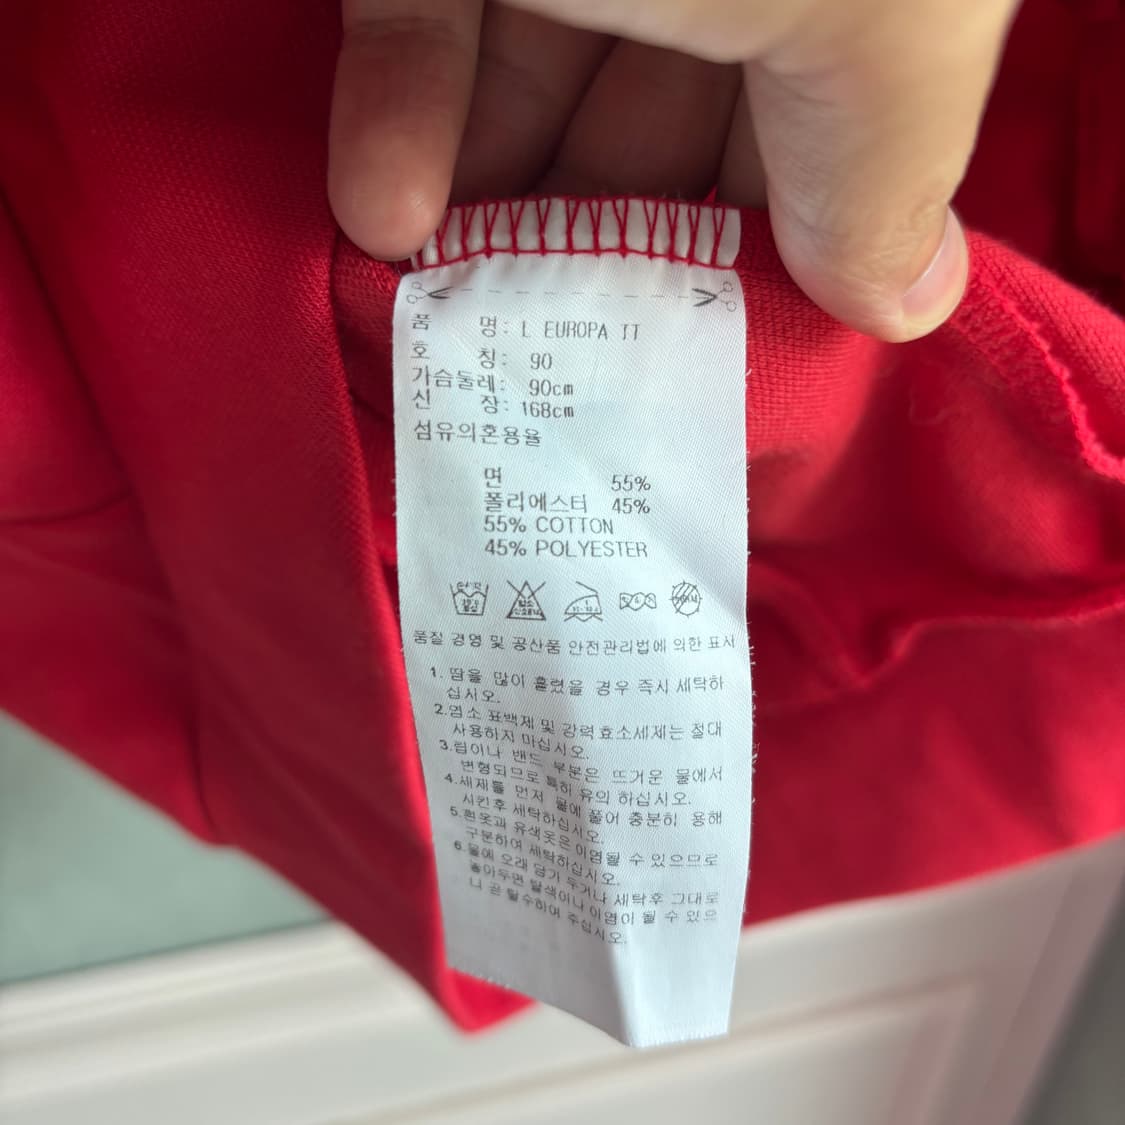 품 명: L EUROPA TT
호 칭: 90
가슴둘레: 90cm
신 장: 168cm
섬유의혼용율
면 55%
폴리에스터 45%
55% COTTON
45% POLYESTER
품질 경영 및 공산품 안전관리법에 의한 표시
1. 땀을 많이 흘렸을 경우 즉시 세탁하
십시오.
2.염소 표백제 및 강력효소세제는 절대
사용하지 마십시오.
3.립이나 밴드 부분은 뜨거운 물에서
변형되므로 특히 유의 하십시오.
4.세제를 먼저 물에 풀어 충분히 용해
시킨후 세탁하십시오.
5.흰옷과 유색옷은 이염될 수 있으므로
구분하여 세탁하십시오.
6.물에 오래 담가 두거나 세탁후 그대로
놓아두면 탈색이나 이염이 될 수 있으
니 곧 탈수하여 주십시오.